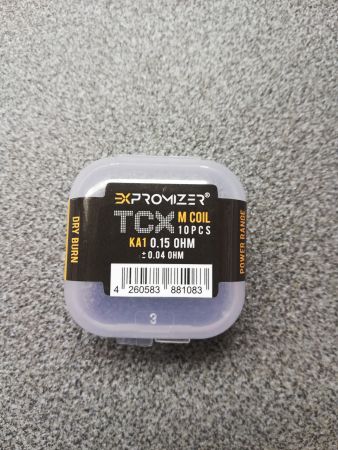 EXPROMIZER®
TCX M COIL
10PCS
KA1 0.15 OHM
± 0.04 OHM
4 260583 881083
DRY BURN
POWER RANGE
3